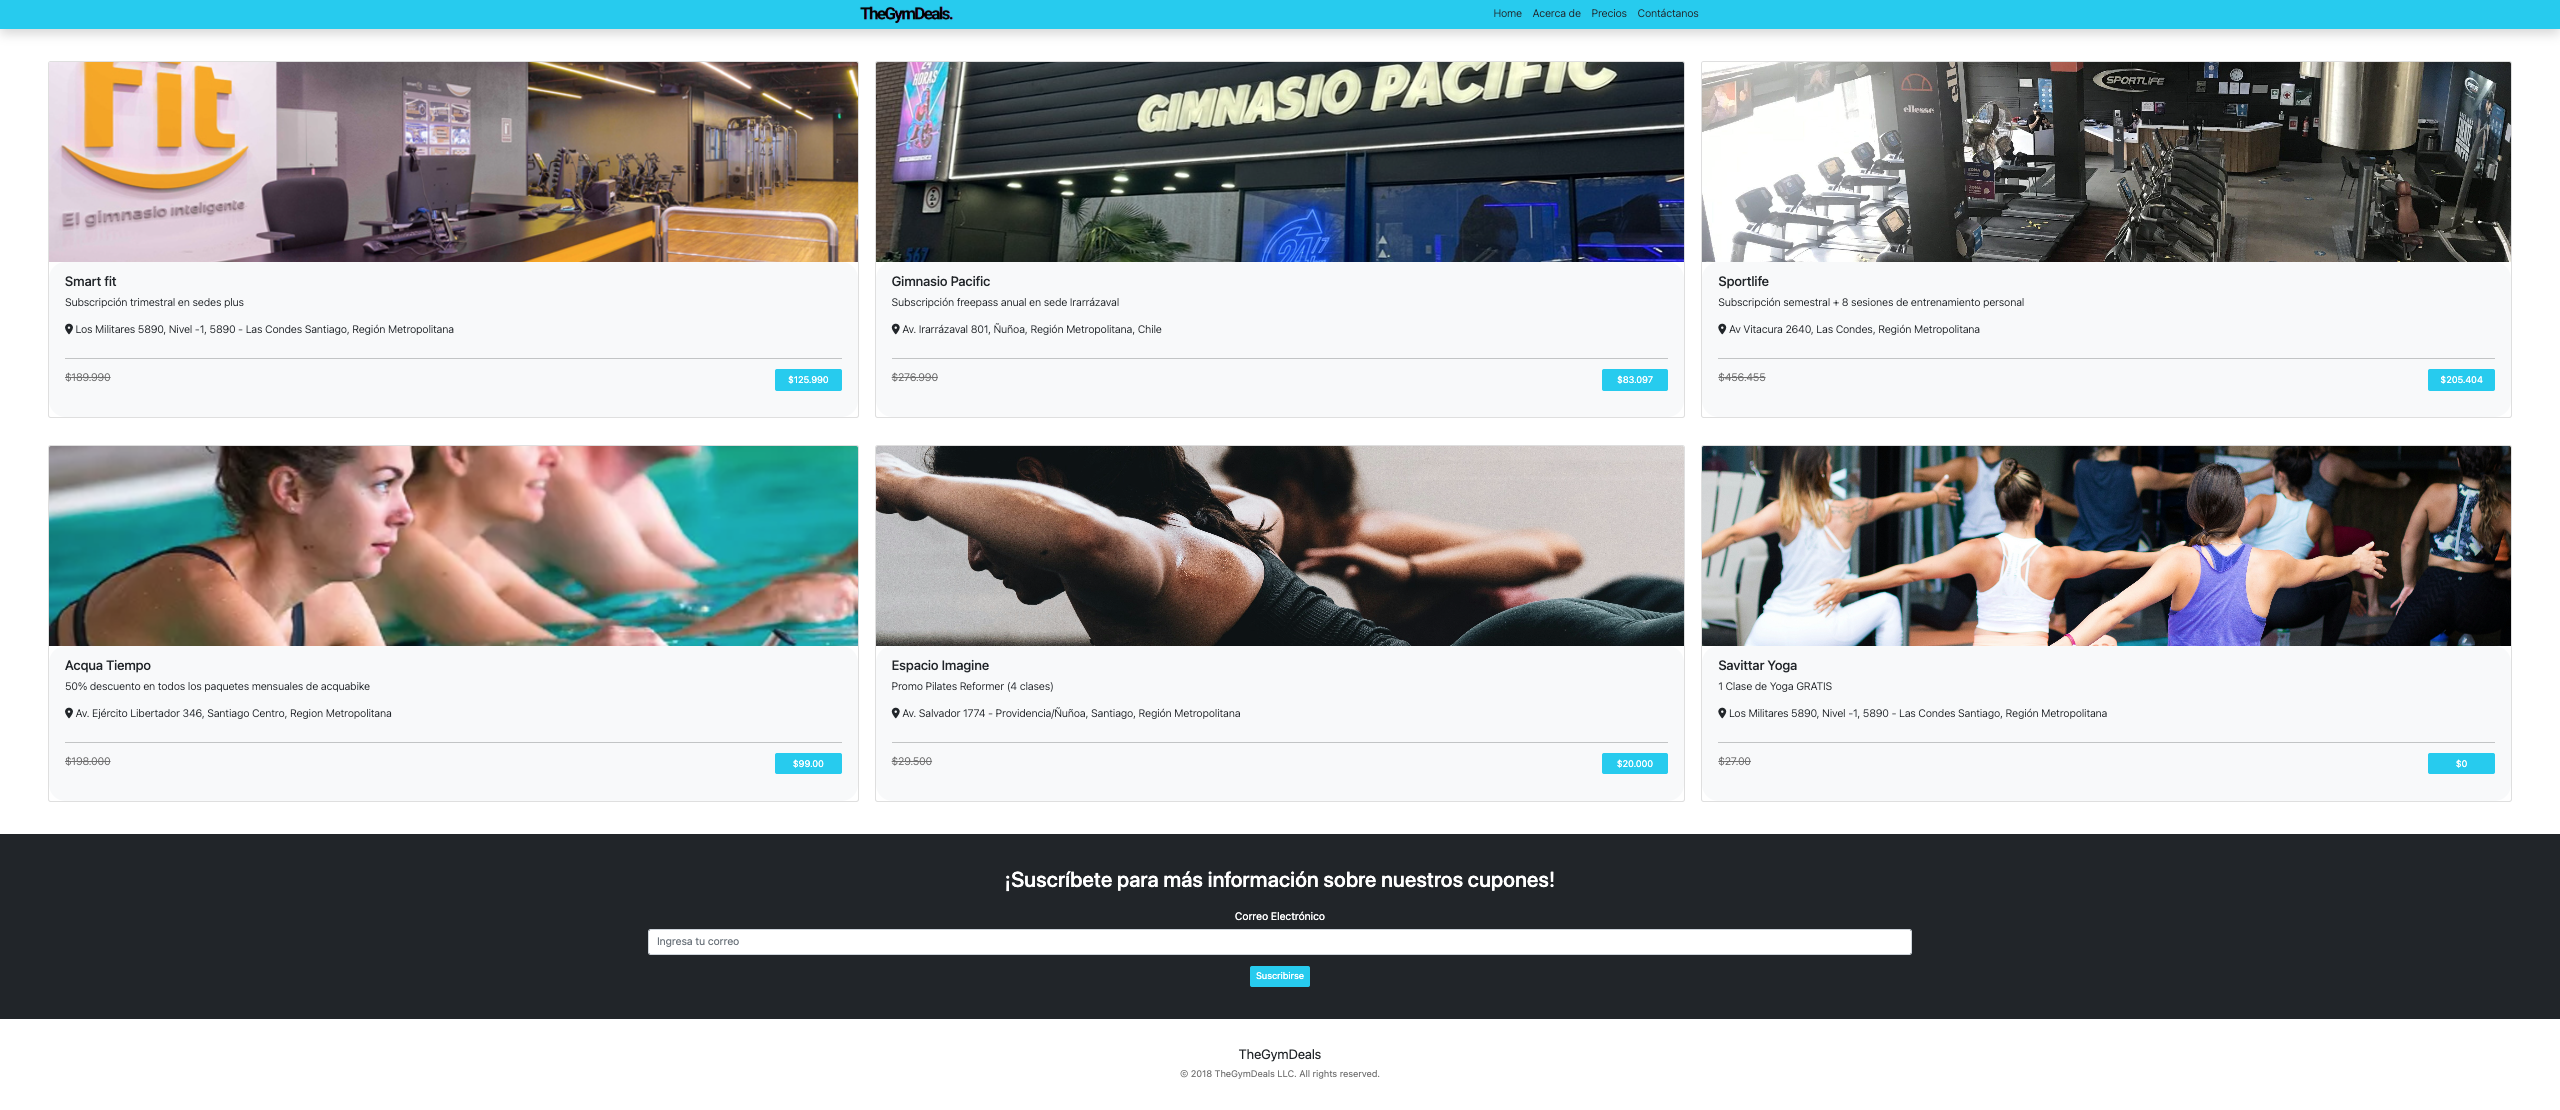 TheGymDeals.
Home Acerca de Precios Contáctanos
Fit
El gimnasio inteligente
24 HORAS
GIMNASIO PACIFIC
567
24/7
ellesse
SPORTLIFE
Smart fit
Subscripción trimestral en sedes plus
Los Militares 5890, Nivel -1, 5890 - Las Condes Santiago, Región Metropolitana
$189.990
$125.990
Gimnasio Pacific
Subscripción freepass anual en sede Irarrázaval
Av. Irarrázaval 801, Ñuñoa, Región Metropolitana, Chile
$276.990
$83.097
Sportlife
Subscripción semestral + 8 sesiones de entrenamiento personal
Av Vitacura 2640, Las Condes, Región Metropolitana
$456.455
$205.404
Acqua Tiempo
50% descuento en todos los paquetes mensuales de acquabike
Av. Ejército Libertador 346, Santiago Centro, Region Metropolitana
$198.000
$99.00
Espacio Imagine
Promo Pilates Reformer (4 clases)
Av. Salvador 1774 - Providencia/Ñuñoa, Santiago, Región Metropolitana
$29.500
$20.000
Savittar Yoga
1 Clase de Yoga GRATIS
Los Militares 5890, Nivel -1, 5890 - Las Condes Santiago, Región Metropolitana
$27.00
$0
¡Suscríbete para más información sobre nuestros cupones!
Correo Electrónico
Ingresa tu correo
Suscribirse
TheGymDeals
© 2018 TheGymDeals LLC. All rights reserved.